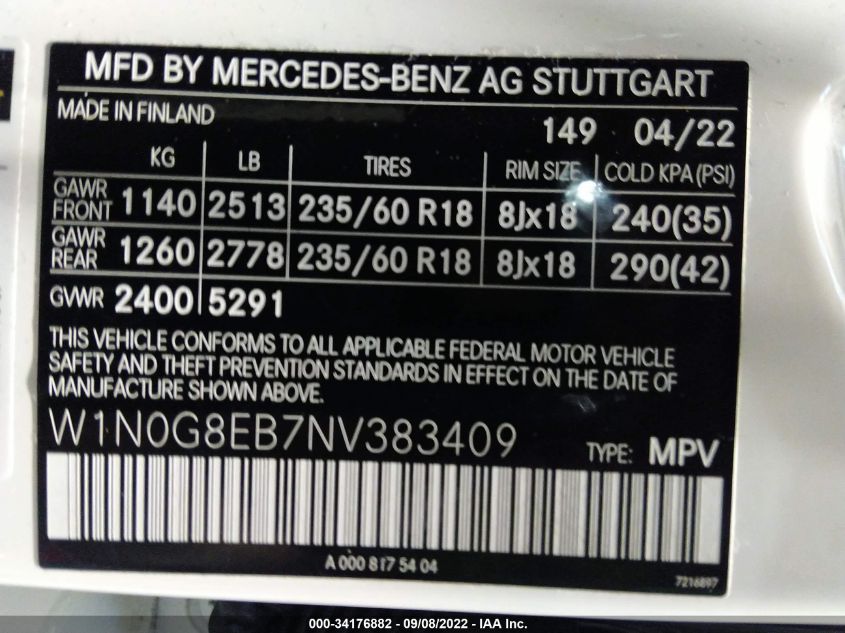 MFD BY MERCEDES-BENZ AG STUTTGART
MADE IN FINLAND 149 04/22
KG LB TIRES RIM SIZE COLD KPA (PSI)
GAWR FRONT 1140 2513 235/60 R18 8Jx18 240(35)
GAWR REAR 1260 2778 235/60 R18 8Jx18 290(42)
GVWR 2400 5291
THIS VEHICLE CONFORMS TO ALL APPLICABLE FEDERAL MOTOR VEHICLE
SAFETY AND THEFT PREVENTION STANDARDS IN EFFECT ON THE DATE OF
MANUFACTURE SHOWN ABOVE.
W1N0G8EB7NV383409 TYPE: MPV
A 000 817 54 04
7216897
000-34176882 - 09/08/2022 - IAA Inc.